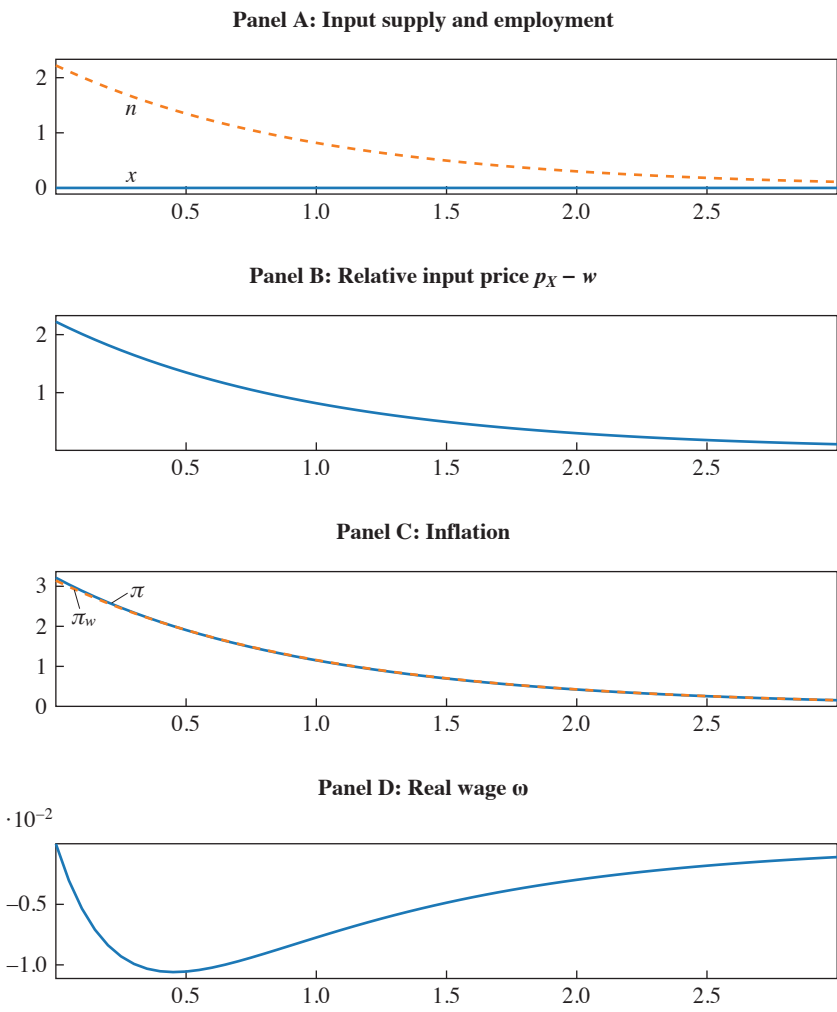 Panel A: Input supply and employment
2
n
1
x
0
0.5 1.0 1.5 2.0 2.5
Panel B: Relative input price pX − w
2
1
0.5 1.0 1.5 2.0 2.5
Panel C: Inflation
3
π
πw
2
1
0
0.5 1.0 1.5 2.0 2.5
Panel D: Real wage ω
·10−2
−0.5
−1.0
0.5 1.0 1.5 2.0 2.5